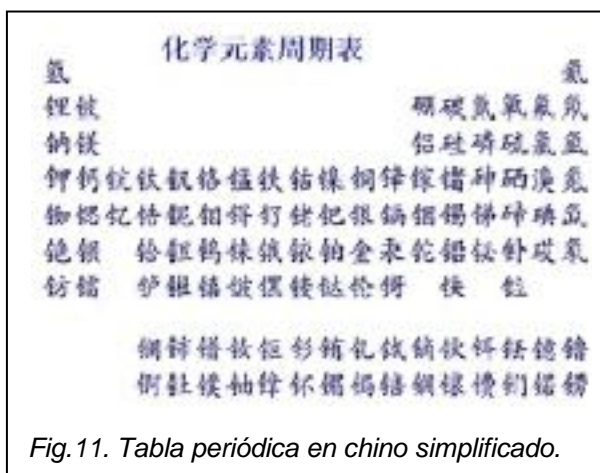 化学元素周期表
氢 氦
锂铍 硼碳氮氧氟氖
钠镁 铝硅磷硫氯氩
钾钙钪钛钒铬锰铁钴镍铜锌镓锗砷硒溴氪
铷锶钇锆铌钼锝钌铑钯银镉铟锡锑碲碘氙
铯钡 铪钽钨铼锇铱铂金汞铊铅铋钋砹氡
钫镭
镧铈镨钕钷钐铕钆铽镝钬铒铥镱镥
锕钍镤铀镎钚镅锔锫锎锿镄钔锘铹
Fig.11. Tabla periódica en chino simplificado.